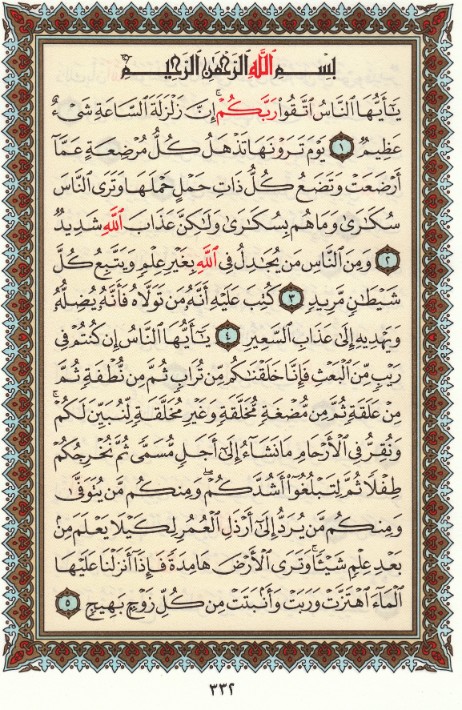 بِسْمِ ٱللَّهِ ٱلرَّحْمَٰنِ ٱلرَّحِيمِ
يَٰٓأَيُّهَا ٱلنَّاسُ ٱتَّقُوا۟ رَبَّكُمْ ۚ إِنَّ زَلْزَلَةَ ٱلسَّاعَةِ شَىْءٌ
عَظِيمٌ ١ يَوْمَ تَرَوْنَهَا تَذْهَلُ كُلُّ مُرْضِعَةٍ عَمَّآ
أَرْضَعَتْ وَتَضَعُ كُلُّ ذَاتِ حَمْلٍ حَمْلَهَا وَتَرَى ٱلنَّاسَ
سُكَٰرَىٰ وَمَا هُم بِسُكَٰرَىٰ وَلَٰكِنَّ عَذَابَ ٱللَّهِ شَدِيدٌ
٢ وَمِنَ ٱلنَّاسِ مَن يُجَٰدِلُ فِى ٱللَّهِ بِغَيْرِ عِلْمٍ وَيَتَّبِعُ كُلَّ
شَيْطَٰنٍ مَّرِيدٍ ٣ كُتِبَ عَلَيْهِ أَنَّهُۥ مَن تَوَلَّاهُ فَأَنَّهُۥ يُضِلُّهُۥ
وَيَهْدِيهِ إِلَىٰ عَذَابِ ٱلسَّعِيرِ ٤ يَٰٓأَيُّهَا ٱلنَّاسُ إِن كُنتُمْ فِى
رَيْبٍ مِّنَ ٱلْبَعْثِ فَإِنَّا خَلَقْنَٰكُم مِّن تُرَابٍ ثُمَّ مِن نُّطْفَةٍ ثُمَّ
مِنْ عَلَقَةٍ ثُمَّ مِن مُّضْغَةٍ مُّخَلَّقَةٍ وَغَيْرِ مُخَلَّقَةٍ لِّنُبَيِّنَ لَكُمْ ۚ
وَنُقِرُّ فِى ٱلْأَرْحَامِ مَا نَشَآءُ إِلَىٰٓ أَجَلٍ مُّسَمًّى ثُمَّ نُخْرِجُكُمْ
طِفْلًا ثُمَّ لِتَبْلُغُوٓا۟ أَشُدَّكُمْ ۖ وَمِنكُم مَّن يُتَوَفَّىٰ
وَمِنكُم مَّن يُرَدُّ إِلَىٰٓ أَرْذَلِ ٱلْعُمُرِ لِكَيْلَا يَعْلَمَ مِنۢ
بَعْدِ عِلْمٍ شَيْـًٔا ۚ وَتَرَى ٱلْأَرْضَ هَامِدَةً فَإِذَآ أَنزَلْنَا عَلَيْهَا
ٱلْمَآءَ ٱهْتَزَّتْ وَرَبَتْ وَأَنۢبَتَتْ مِن كُلِّ زَوْجٍۭ بَهِيجٍ ٥
٣٣٢